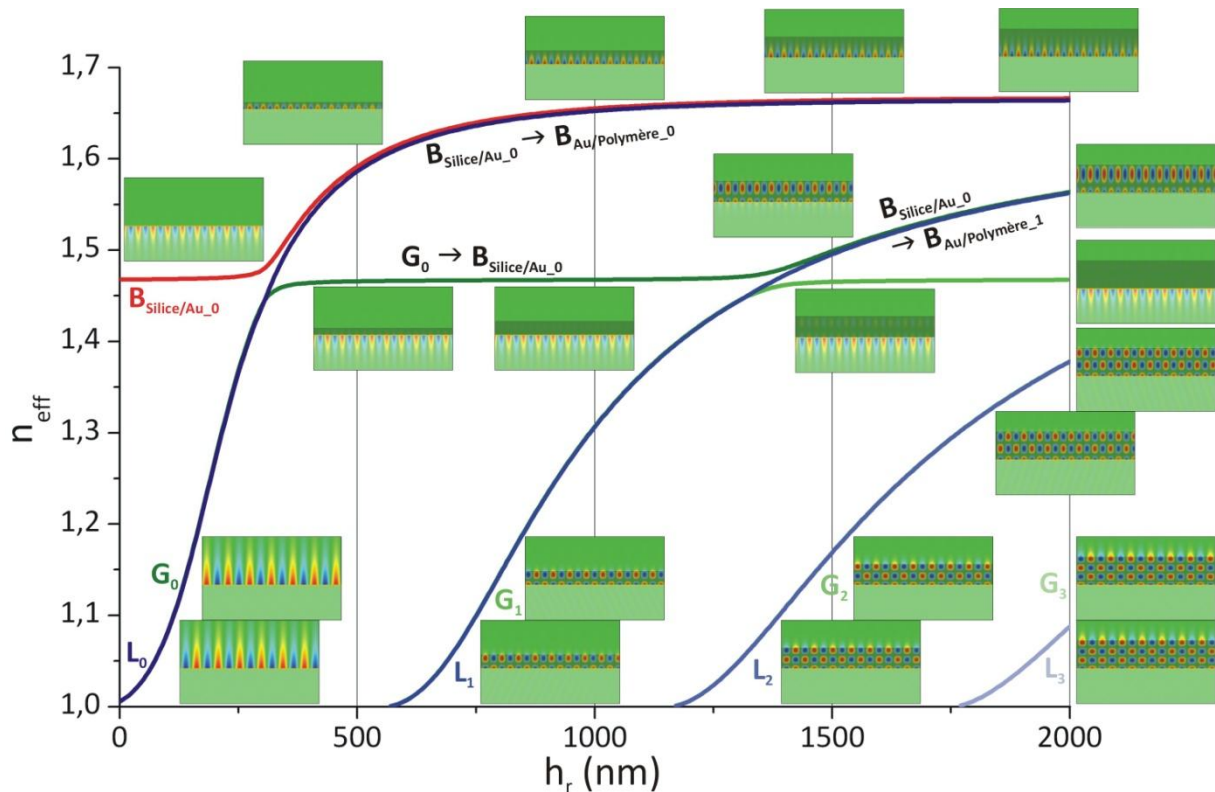 1,7
1,6
1,5
1,4
1,3
1,2
1,1
1,0
n_eff
B_Silice/Au_0 → B_Au/Polymère_0
B_Silice/Au_0
→ B_Au/Polymère_1
G_0 → B_Silice/Au_0
B_Silice/Au_0
G_0
G_1
G_2
G_3
L_0
L_1
L_2
L_3
0
500
1000
1500
2000
h_r (nm)